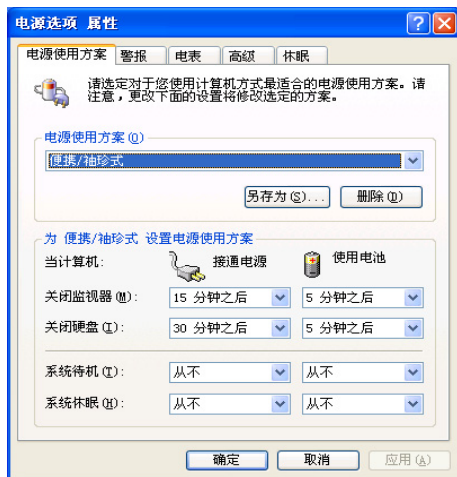 电源选项 属性
电源使用方案 警报 电表 高级 休眠
请选定对于您使用计算机方式最适合的电源使用方案。请
注意，更改下面的设置将修改选定的方案。
电源使用方案(O)
便携/袖珍式
另存为(S)... 删除(D)
为 便携/袖珍式 设置电源使用方案
当计算机: 接通电源 使用电池
关闭监视器(M): 15 分钟之后 5 分钟之后
关闭硬盘(I): 30 分钟之后 5 分钟之后
系统待机(T): 从不 从不
系统休眠(H): 从不 从不
确定 取消 应用(A)